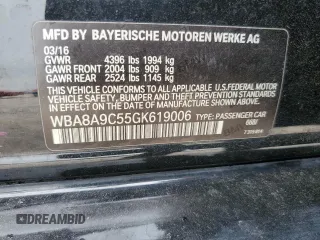 MFD BY BAYERISCHE MOTOREN WERKE AG
03/16
GVWR 4396 lbs 1994 kg
GAWR FRONT 2004 lbs 909 kg
GAWR REAR 2524 lbs 1145 kg
THIS VEHICLE CONFORMS TO ALL APPLICABLE U.S. FEDERAL MOTOR
VEHICLE SAFETY, BUMPER, AND THEFT PREVENTION STANDARDS
IN EFFECT ON THE DATE OF MANUFACTURE SHOWN ABOVE.
WBA8A9C55GK619006 TYPE: PASSENGER CAR
DREAMBID